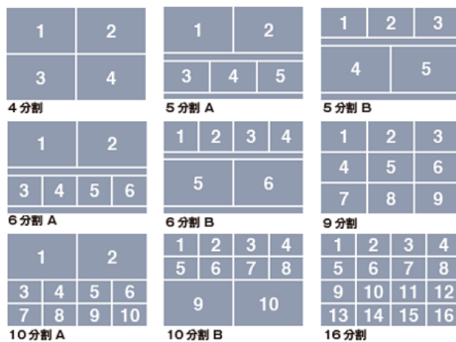 1 2
3 4
4分割
1 2
3 4 5
5分割 A
1 2 3
4 5
5分割 B
1 2
3 4 5 6
6分割 A
1 2 3 4
5 6
6分割 B
1 2 3
4 5 6
7 8 9
9分割
1 2
3 4 5 6
7 8 9 10
10分割 A
1 2 3 4
5 6 7 8
9 10
10分割 B
1 2 3 4
5 6 7 8
9 10 11 12
13 14 15 16
16分割